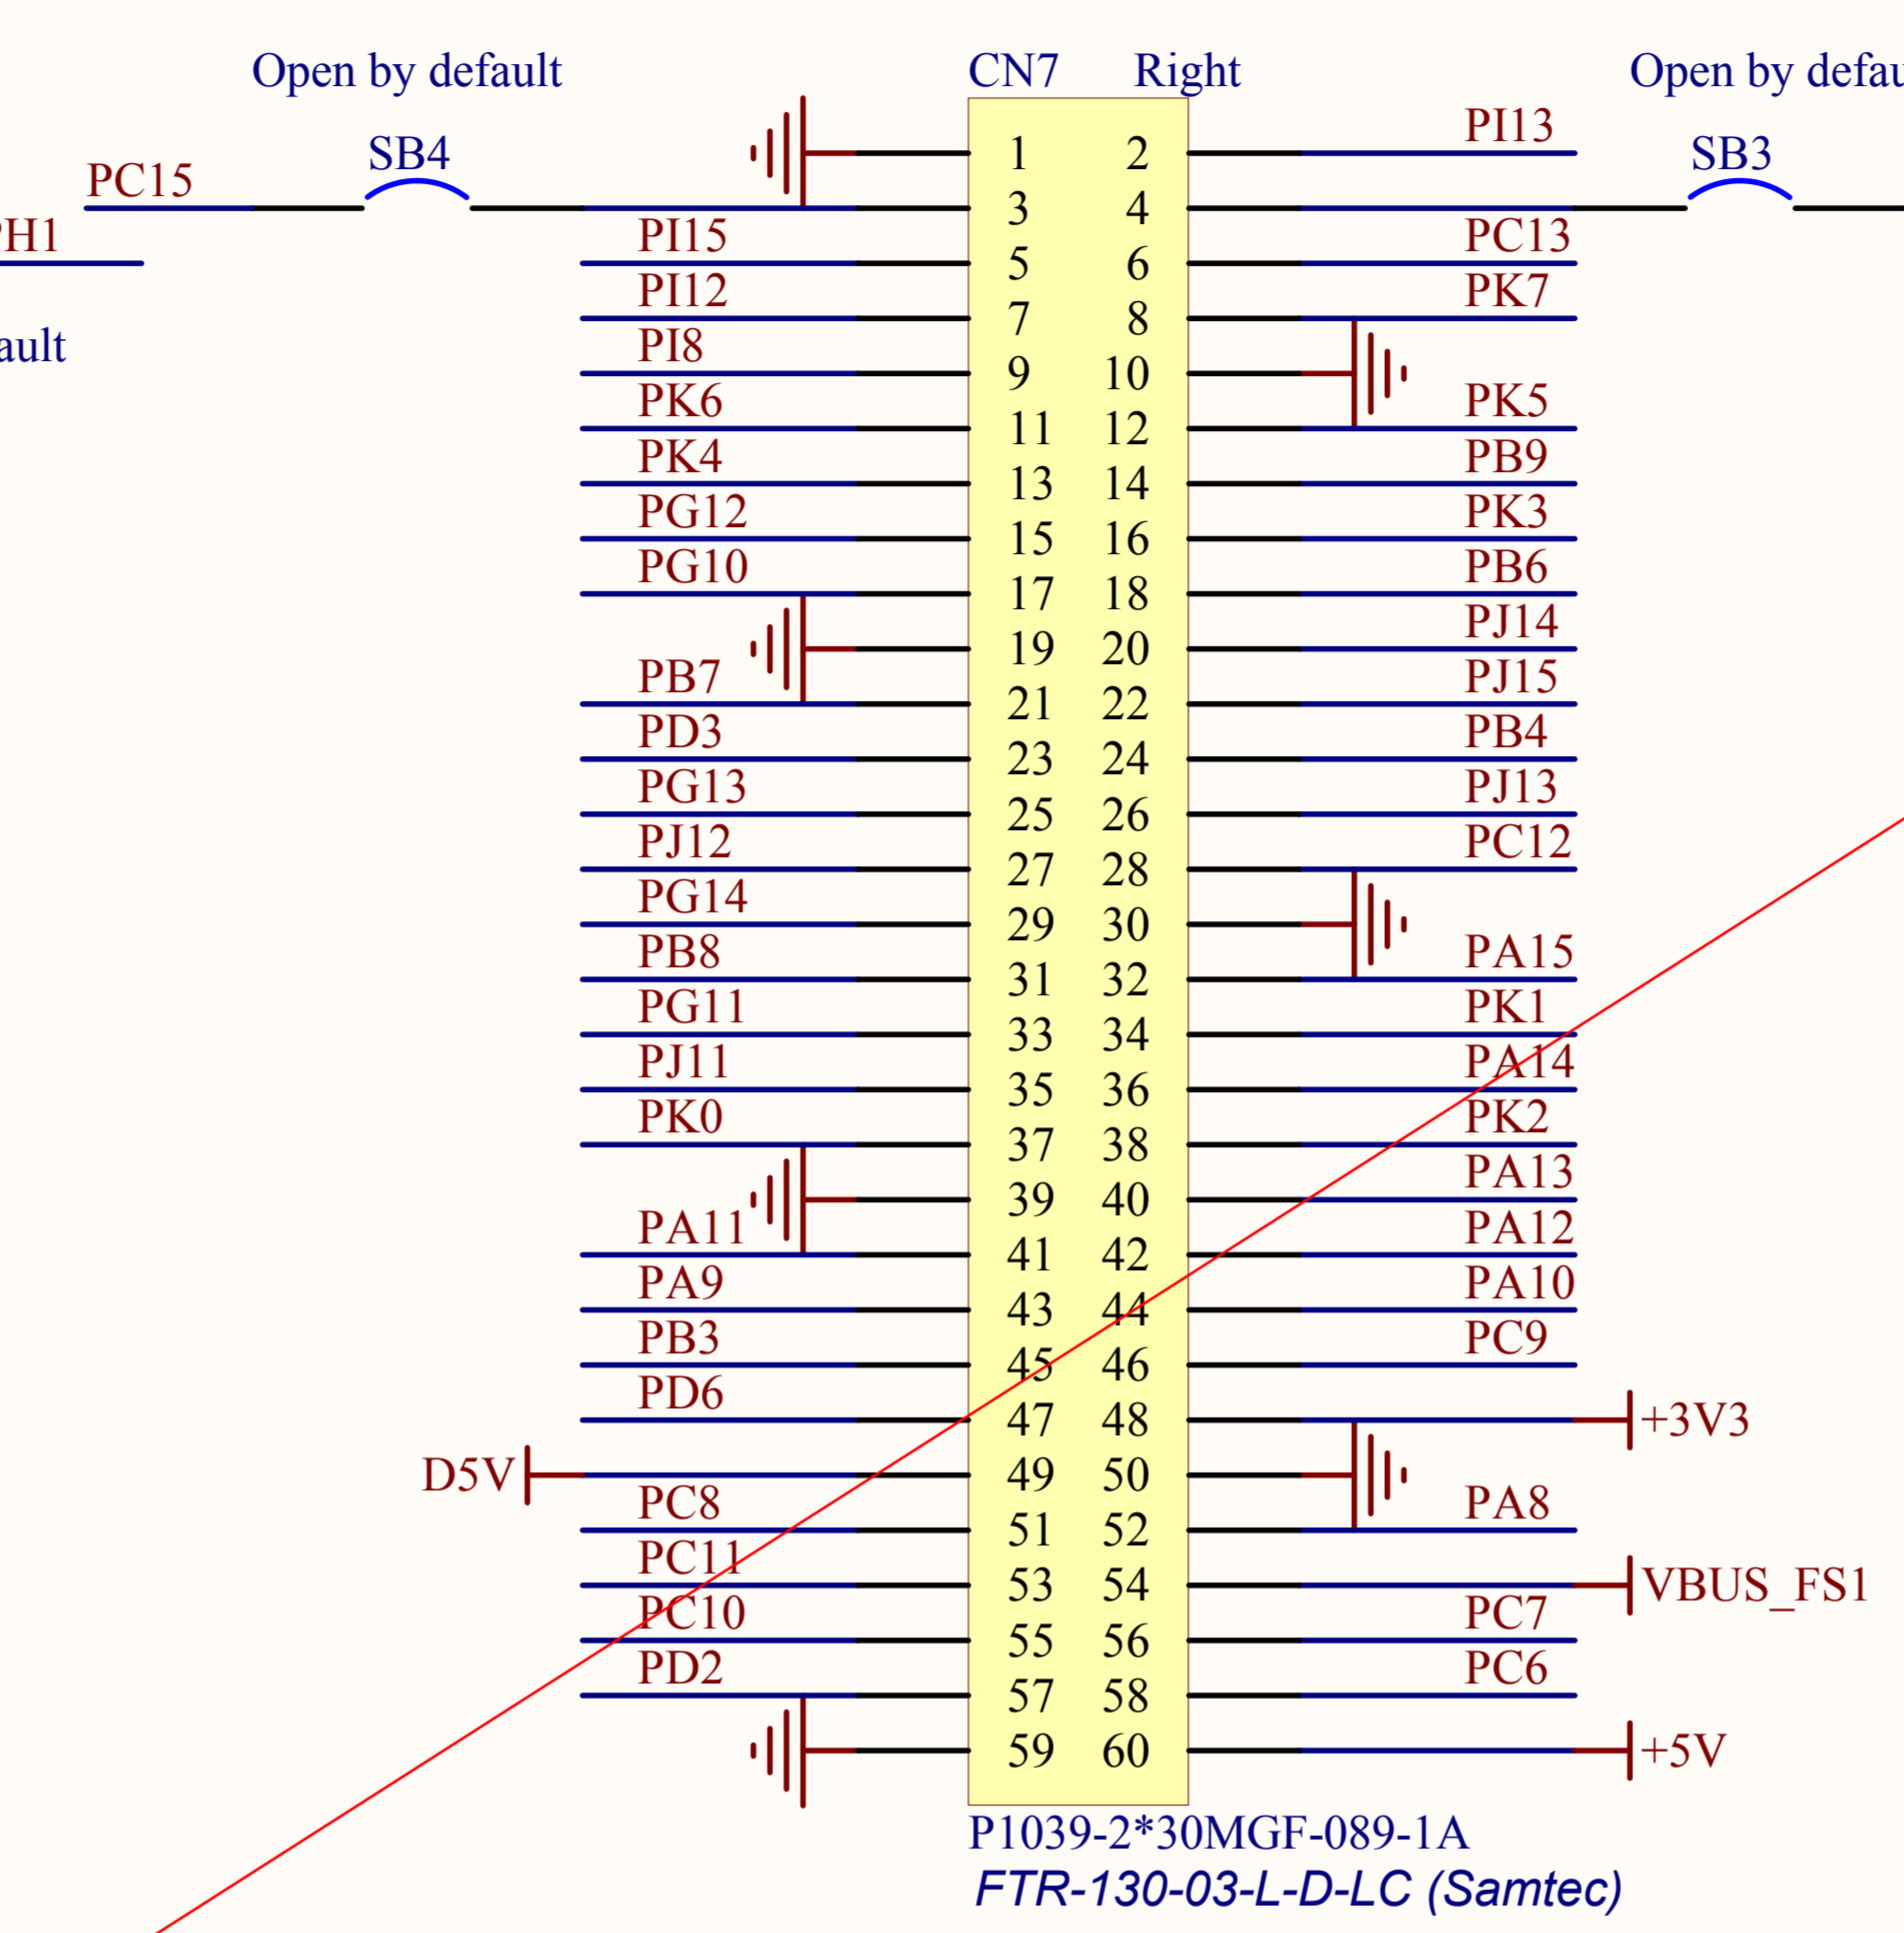 Open by default CN7 Right Open by defau
PI13
PC15 SB4 1 2 SB3
H1 PI15 3 4 PC13
PI12 5 6 PK7
ault PI8 7 8
PK6 9 10 PK5
PK4 11 12 PB9
PG12 13 14 PK3
PG10 15 16 PB6
17 18 PJ14
PB7 19 20 PJ15
PD3 21 22 PB4
PG13 23 24 PJ13
PJ12 25 26 PC12
PG14 27 28
PB8 29 30 PA15
PG11 31 32 PK1
PJ11 33 34 PA14
PK0 35 36 PK2
37 38 PA13
PA11 39 40 PA12
PA9 41 42 PA10
PB3 43 44 PC9
PD6 45 46
47 48 +3V3
D5V 49 50
PC8 PA8
PC11 51 52
PC10 53 54 VBUS_FS1
PD2 55 56 PC7
57 58 PC6
59 60 +5V
P1039-2*30MGF-089-1A
FTR-130-03-L-D-LC (Samtec)